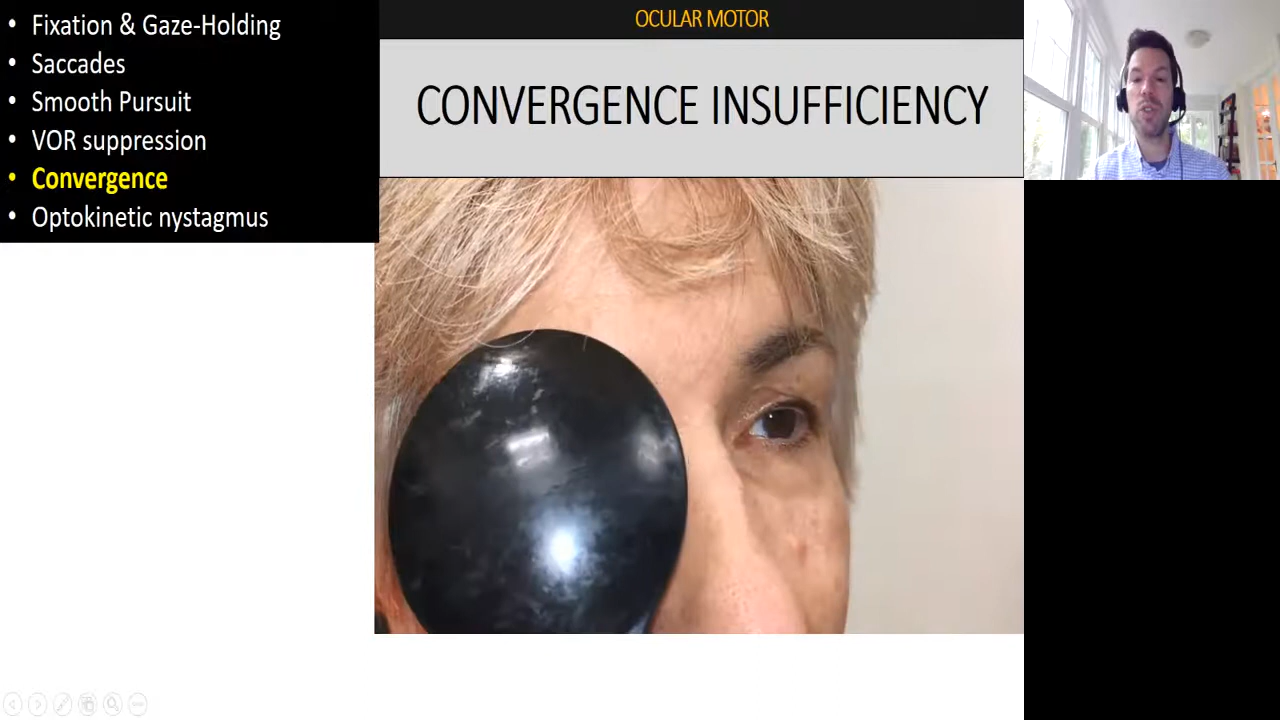 • Fixation & Gaze-Holding
• Saccades
• Smooth Pursuit
• VOR suppression
• Convergence
• Optokinetic nystagmus
OCULAR MOTOR
CONVERGENCE INSUFFICIENCY